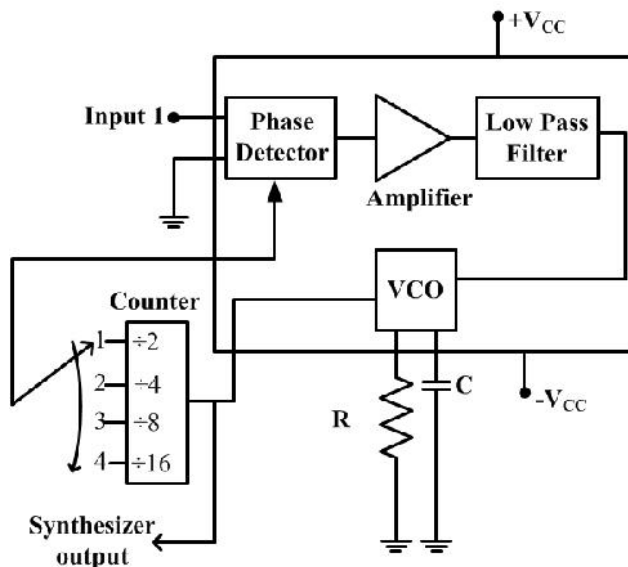 +VCC
Input 1
Phase
Detector
Amplifier
Low Pass
Filter
Counter
VCO
1 ÷2
2 ÷4
3 ÷8
4 ÷16
R
C
-VCC
Synthesizer
output